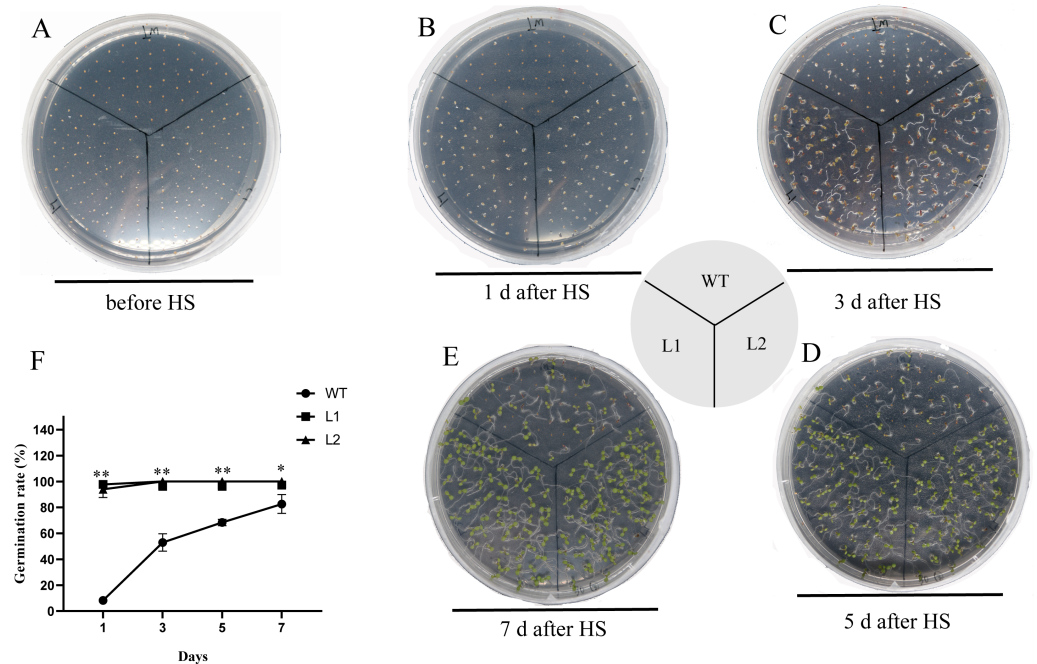 A
B
C
WT
before HS
1 d after HS
3 d after HS
WT
L1
L2
E
D
7 d after HS
5 d after HS
F
WT
L1
L2
Germination rate (%)
140
120
100
80
60
40
20
0
** ** ** *
1 3 5 7
Days